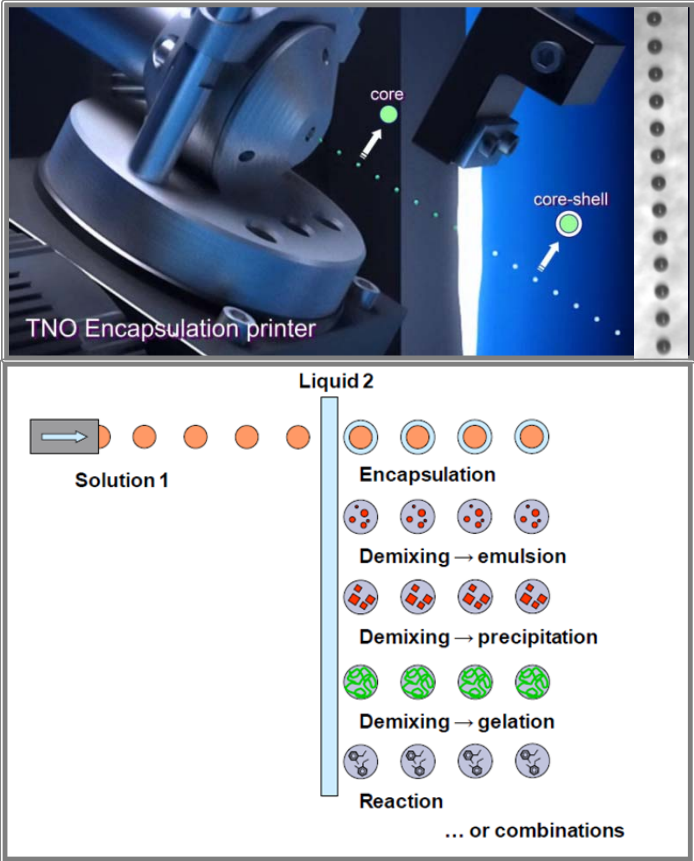 core
core-shell
TNO Encapsulation printer
Liquid 2
Solution 1
Encapsulation
Demixing → emulsion
Demixing → precipitation
Demixing → gelation
Reaction
... or combinations